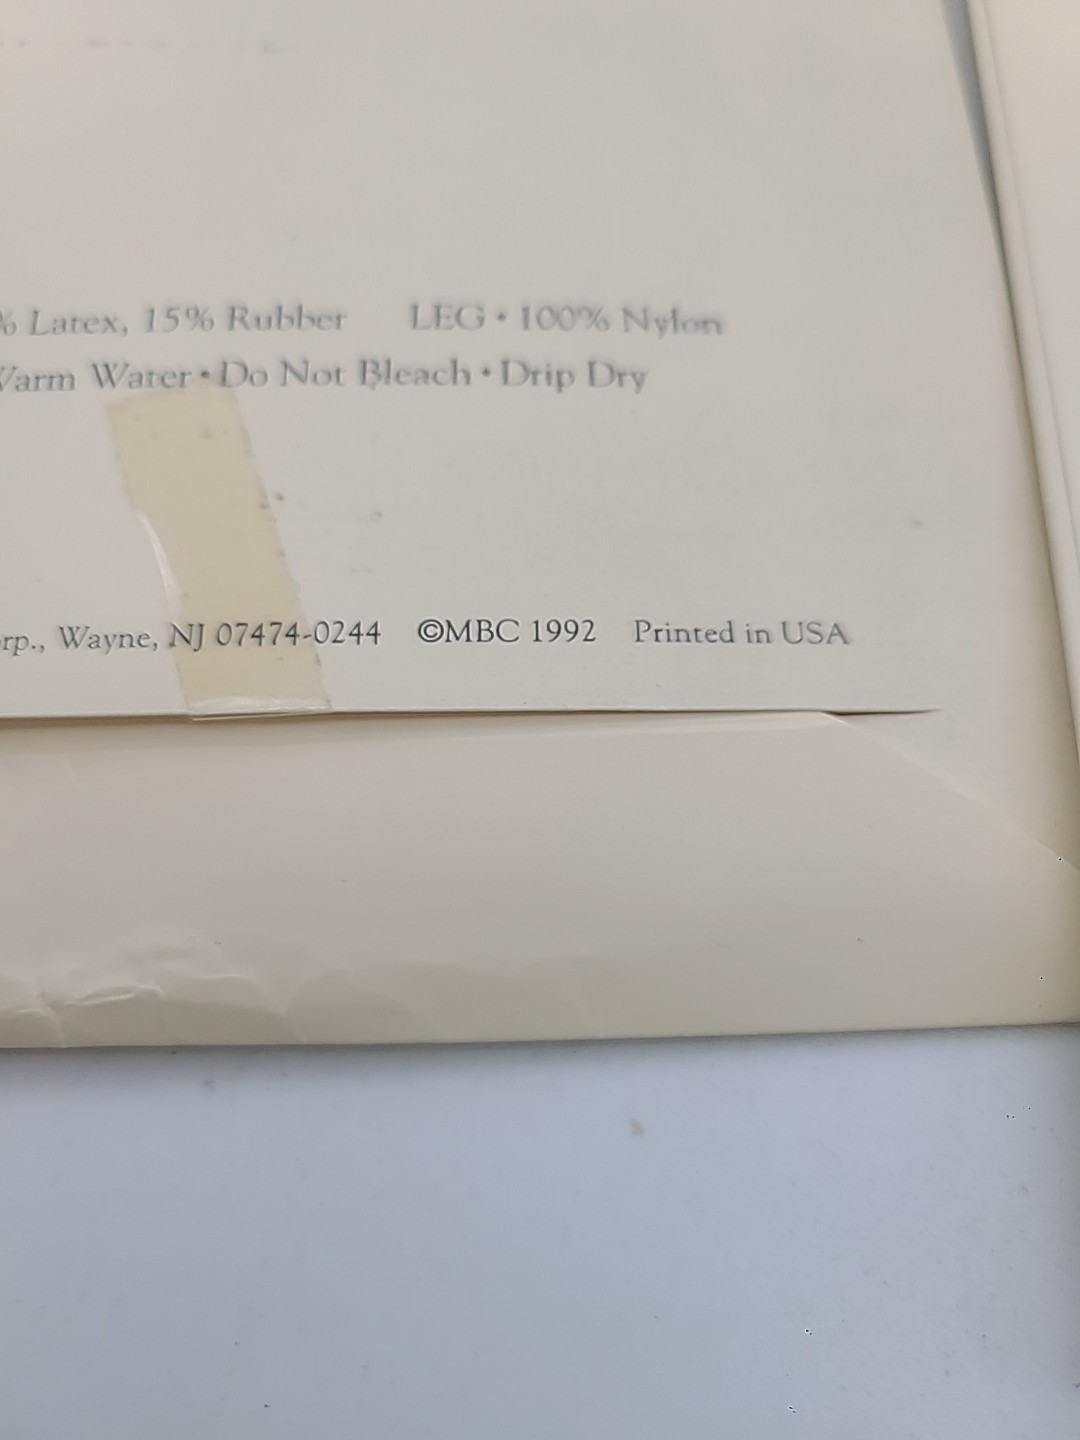 % Latex, 15% Rubber LEG • 100% Nylon
Warm Water • Do Not Bleach • Drip Dry
rp., Wayne, NJ 07474-0244 ©MBC 1992 Printed in USA